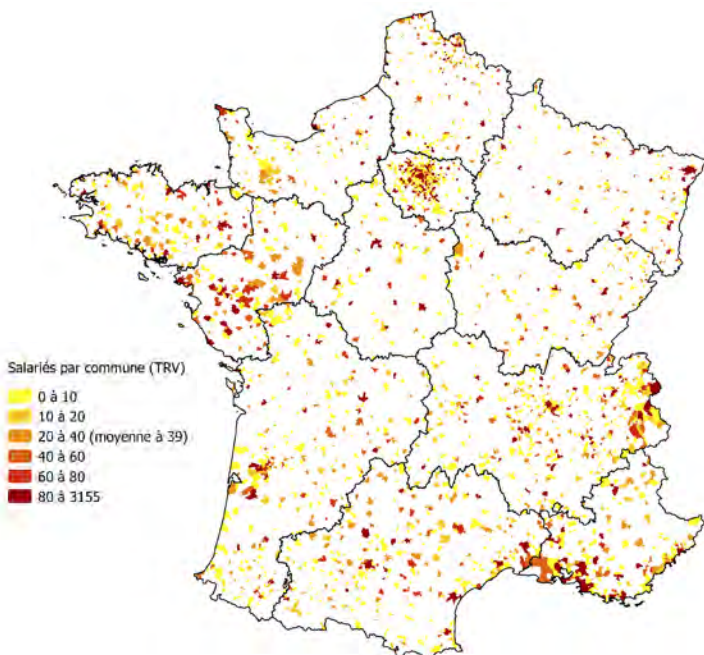 Salariés par commune (TRV)
0 à 10
10 à 20
20 à 40 (moyenne à 39)
40 à 60
60 à 80
80 à 3155